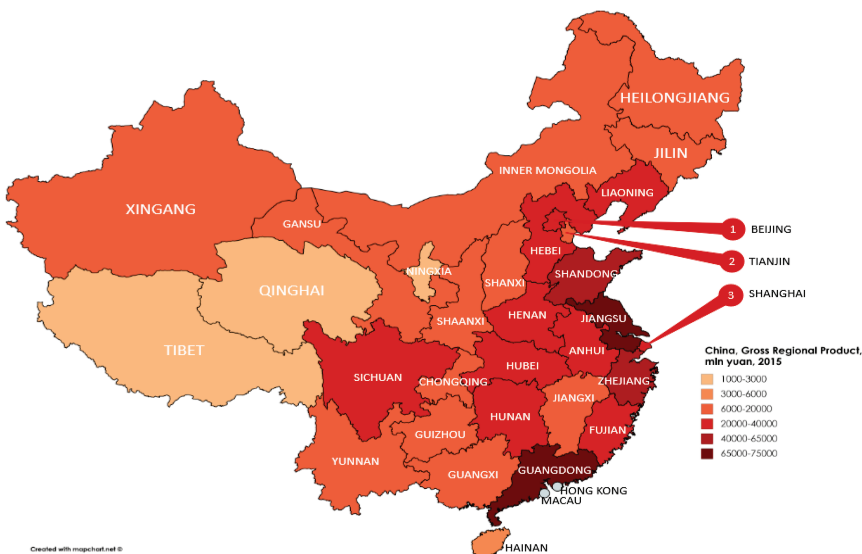 HEILONGJIANG
JILIN
INNER MONGOLIA
LIAONING
XINGANG
GANSU
1 BEIJING
HEBEI
2 TIANJIN
NINGXIA
SHANXI
SHANDONG
QINGHAI
3 SHANGHAI
SHAANXI
HENAN
JIANGSU
TIBET
ANHUI
China, Gross Regional Product,
mln yuan, 2015
1000-3000
3000-6000
6000-20000
20000-40000
40000-65000
65000-75000
SICHUAN
HUBEI
CHONGQING
ZHEJIANG
JIANGXI
HUNAN
GUIZHOU
FUJIAN
YUNNAN
GUANGXI
GUANGDONG
HONG KONG
MACAU
HAINAN
Created with mapchart.net ©